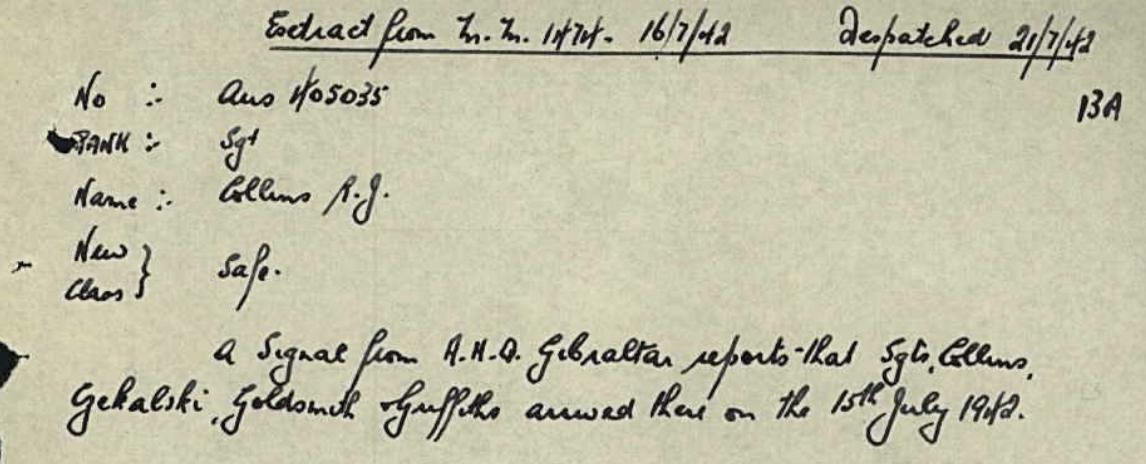 Extract from M.M. 1474. 16/7/42 Despatched 21/7/42
13A
No :- Aus 405035
RANK :- Sgt
Name :- Collins R.J.
New Class } Safe.
A Signal from A.H.Q. Gibraltar reports that Sgts, Collins,
Gekalski, Goldsmith & Griffiths arrived there on the 15th July 1942.